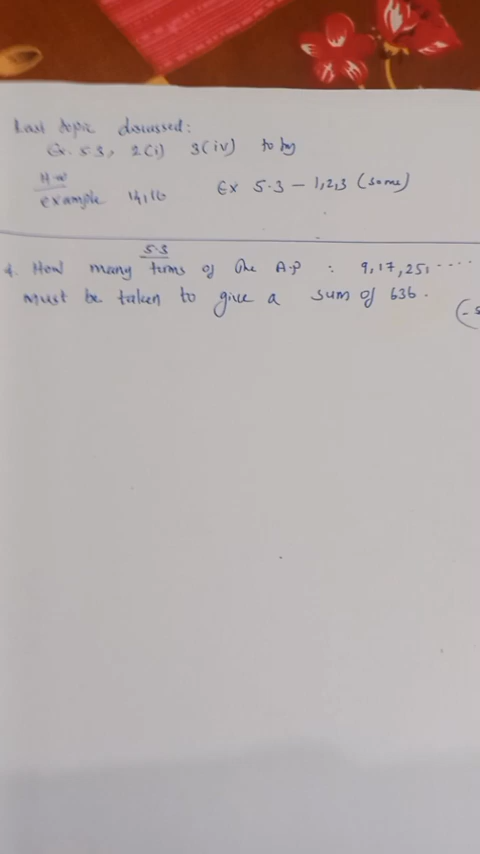 Last topic discussed:
Ex. 5.3, 2(i) 3(iv) to try
H.W
example 14,16 Ex 5.3 - 1,2,3 (sums)
5.3
4. How many terms of the A.P : 9,17,25,....
must be taken to give a sum of 636.